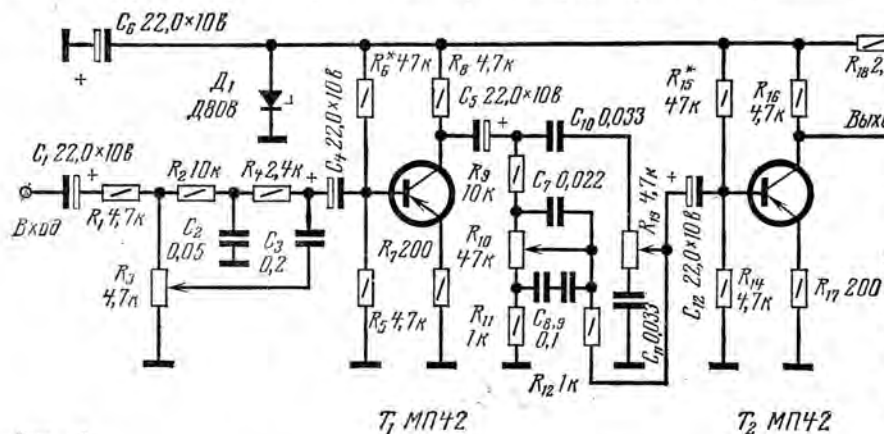 C6 22,0×10В
+
Д1
Д808
R6* 47к
R8 4,7к
C5 22,0×10В
+
C10 0,033
R15*
47к
R16
4,7к
R18 2,
Выхо
C1 22,0×10В
+
R1 4,7к
Вход
R2 10к
R4 2,4к
C4 22,0×10В
+
C2
0,05
C3
0,2
R3
4,7к
R5 4,7к
R7 200
R9
10к
C7 0,022
R10
47к
C8,9
0,1
R11
1к
R12 1к
R19 4,7к
C11 0,033
C12 22,0×10В
+
R14
4,7к
R17 200
T1 МП42
T2 МП42